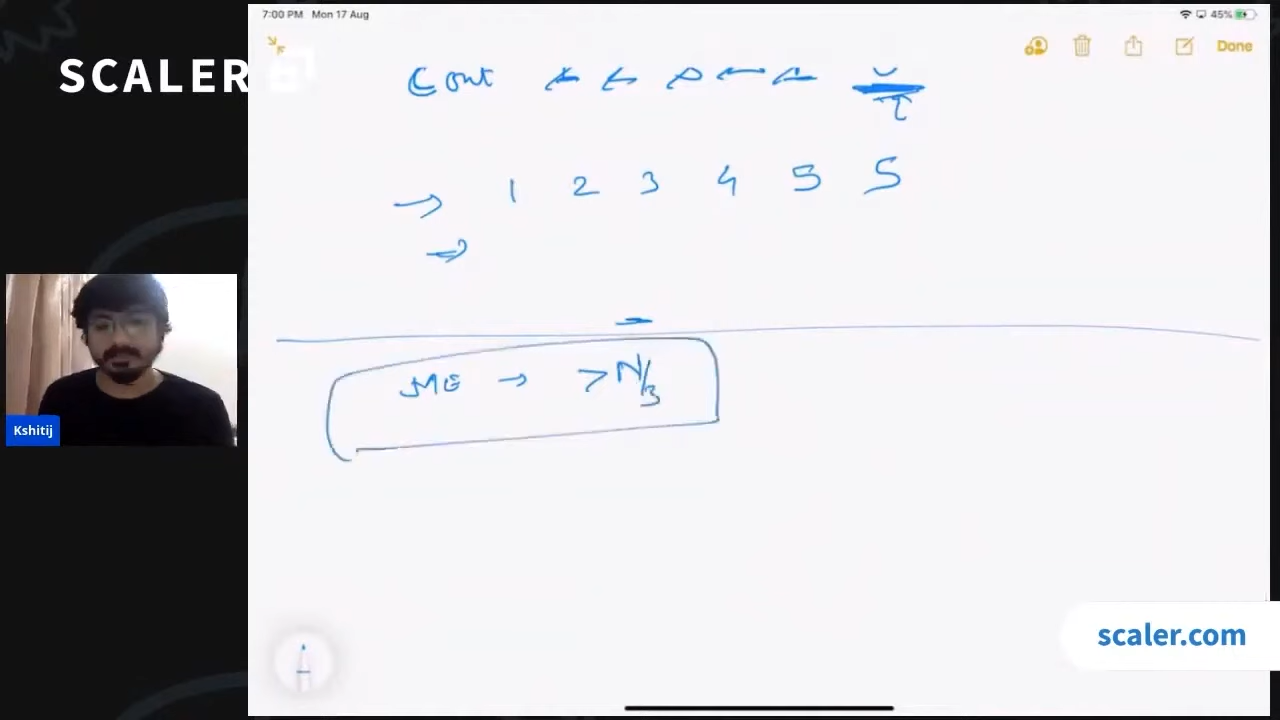 7:00 PM Mon 17 Aug
45%
SCALER
Done
Cont
→ 1 2 3 4 5 5
ME → > N/3
Kshitij
scaler.com